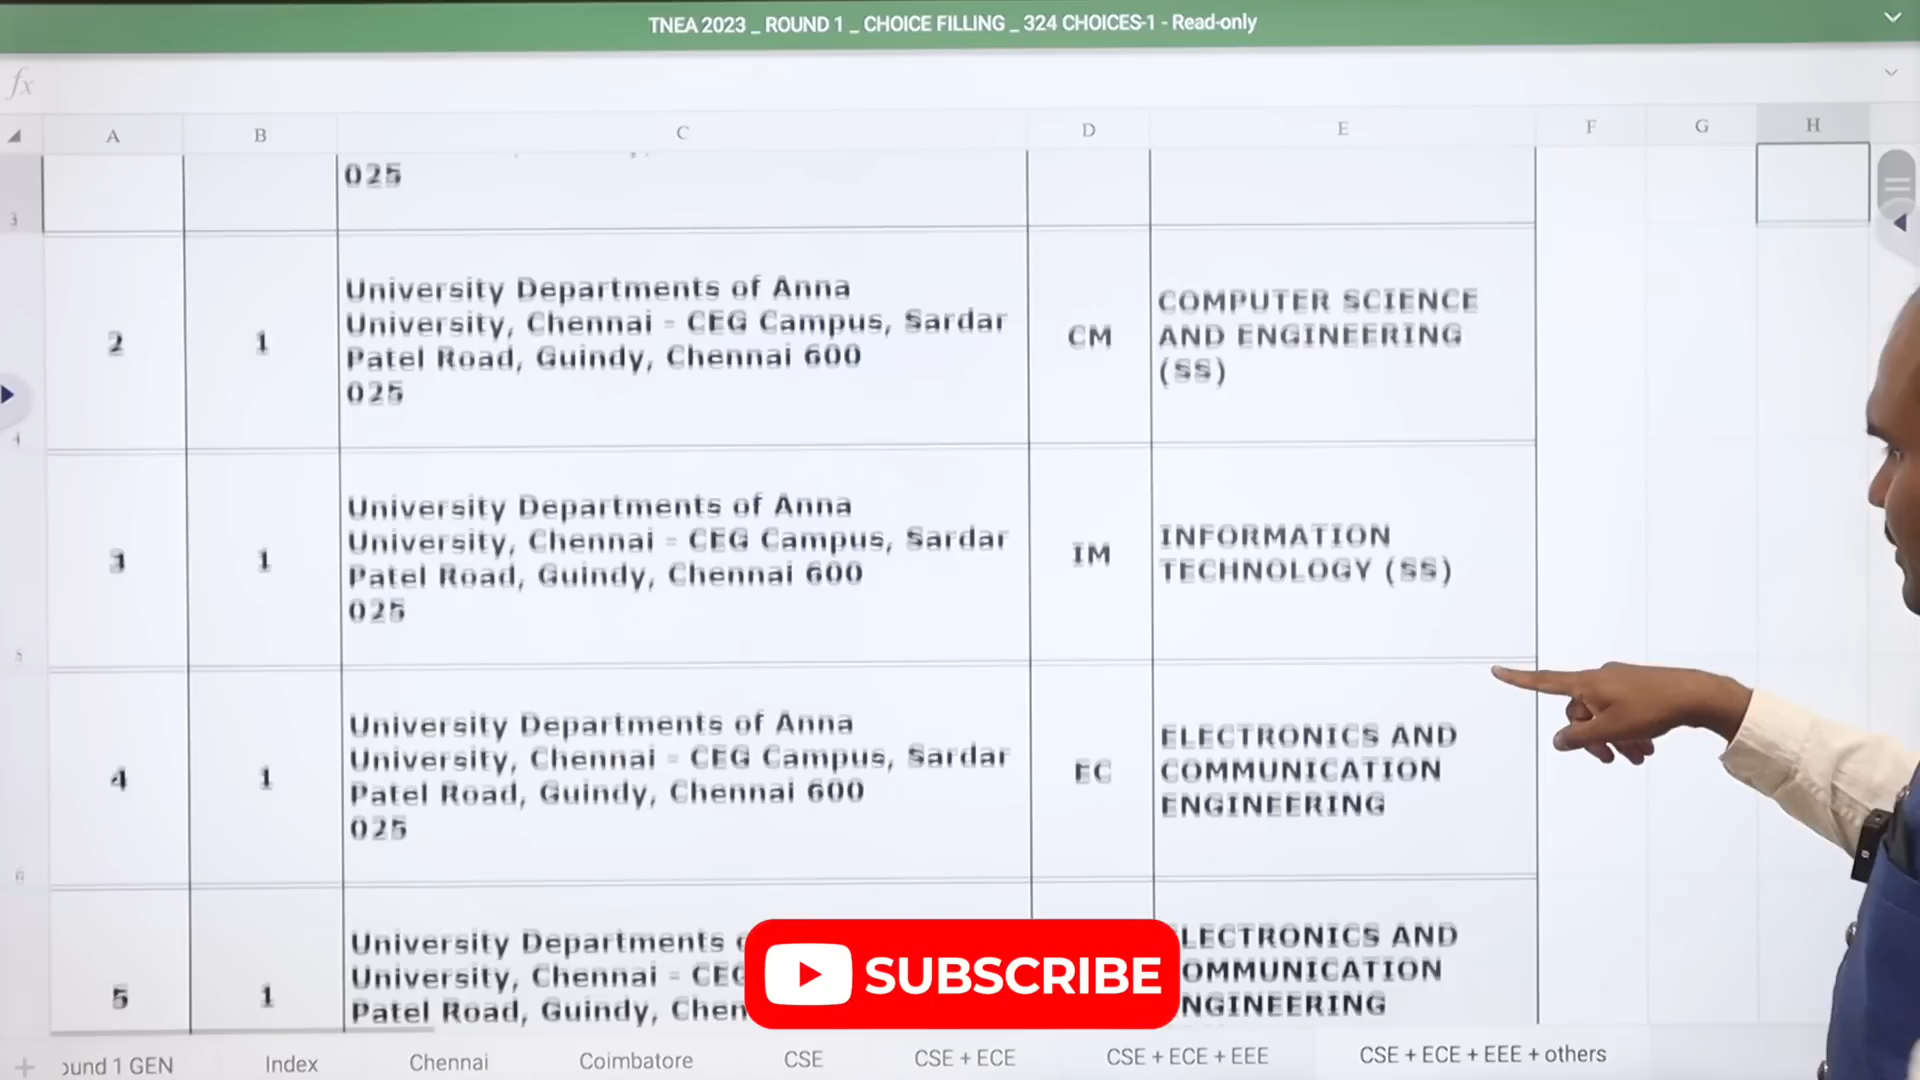 TNEA 2023 _ ROUND 1 _ CHOICE FILLING _ 324 CHOICES-1 - Read-only
fx
A B C D E F G H
3
025
2 1 University Departments of Anna
University, Chennai - CEG Campus, Sardar
Patel Road, Guindy, Chennai 600
025
CM
COMPUTER SCIENCE
AND ENGINEERING
(SS)
4
3 1 University Departments of Anna
University, Chennai - CEG Campus, Sardar
Patel Road, Guindy, Chennai 600
025
IM
INFORMATION
TECHNOLOGY (SS)
5
4 1 University Departments of Anna
University, Chennai - CEG Campus, Sardar
Patel Road, Guindy, Chennai 600
025
EC
ELECTRONICS AND
COMMUNICATION
ENGINEERING
6
5 1 University Departments
University, Chennai - CEG
Patel Road, Guindy, Chen
LECTRONICS AND
OMMUNICATION
NGINEERING
SUBSCRIBE
ound 1 GEN Index Chennai Coimbatore CSE CSE + ECE CSE + ECE + EEE CSE + ECE + EEE + others